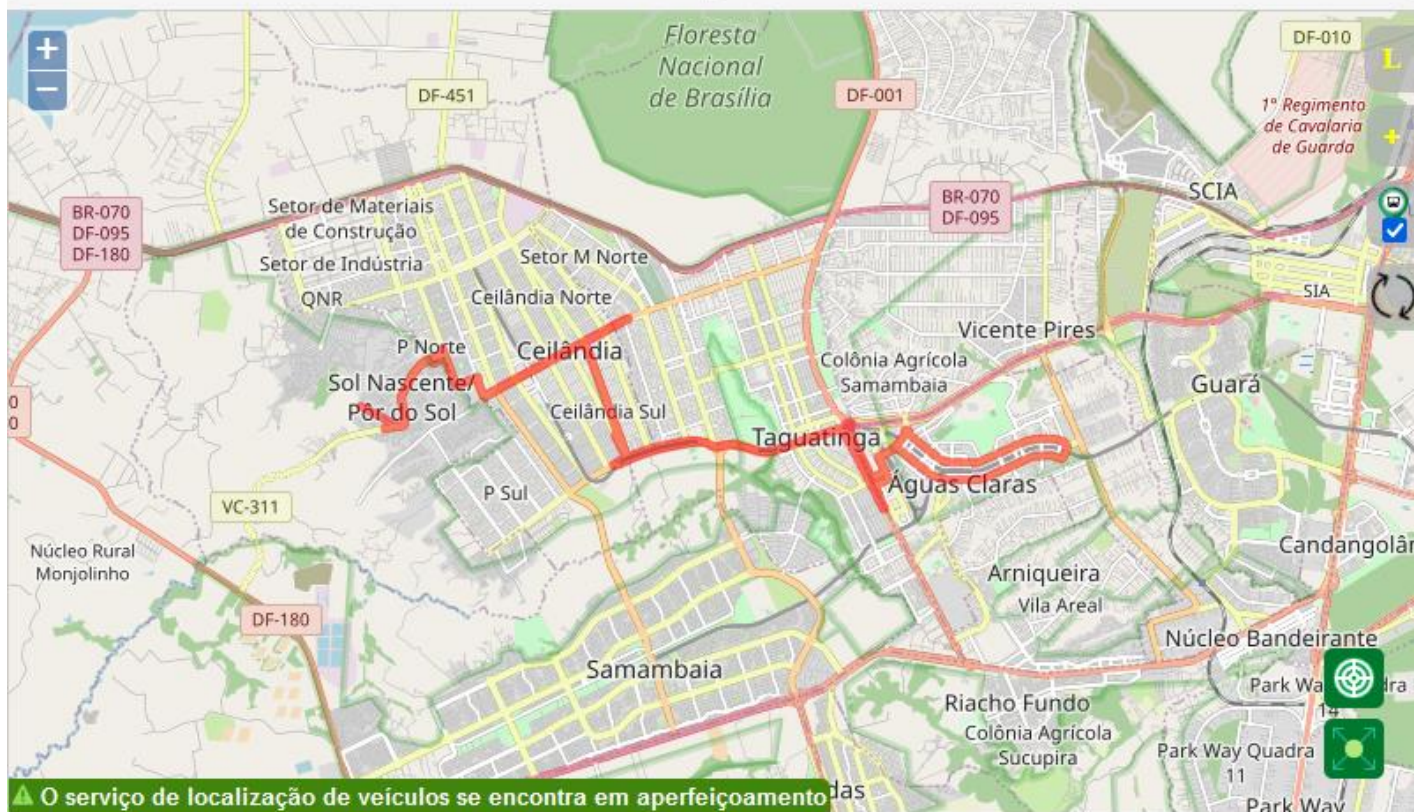 +
−
Floresta
Nacional
de Brasília
DF-010
L
DF-451
DF-001
1º Regimento
de Cavalaria
de Guarda
+
BR-070
DF-095
DF-180
Setor de Materiais
de Construção
BR-070
DF-095
SCIA
Setor de Indústria
Setor M Norte
QNR
Ceilândia Norte
SIA
P Norte
Ceilândia
Vicente Pires
Colônia Agrícola
Samambaia
Sol Nascente/
Pôr do Sol
Guará
0
0
Ceilândia Sul
Taguatinga
P Sul
Águas Claras
VC-311
Núcleo Rural
Monjolinho
Candangolân
Arniqueira
Vila Areal
DF-180
Núcleo Bandeirante
Samambaia
Riacho Fundo
Colônia Agrícola
Sucupira
14
Park Way Quadra
11
O serviço de localização de veículos se encontra em aperfeiçoamento
das
Park Way